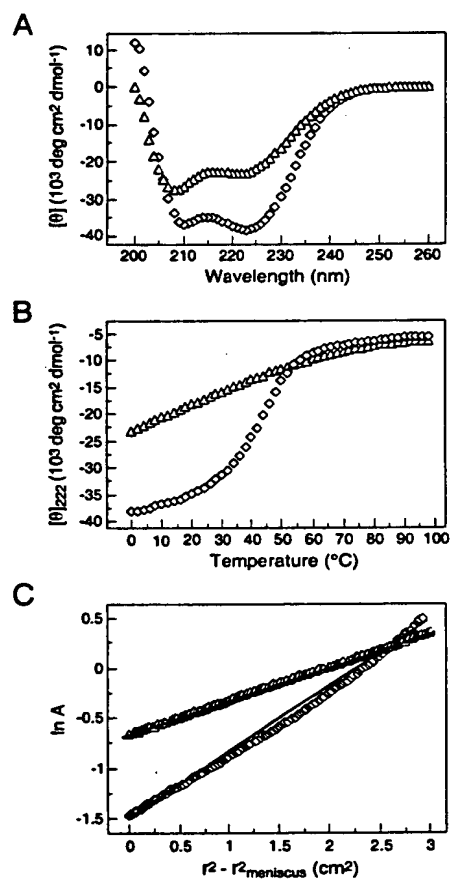 A
[θ] (10³ deg cm² dmol⁻¹)
10
0
-10
-20
-30
-40
200 210 220 230 240 250 260
Wavelength (nm)
B
[θ]₂₂₂ (10³ deg cm² dmol⁻¹)
-5
-10
-15
-20
-25
-30
-35
-40
0 10 20 30 40 50 60 70 80 90 100
Temperature (°C)
C
ln A
0.5
0
-0.5
-1
-1.5
0 0.5 1 1.5 2 2.5 3
r² - r²meniscus (cm²)